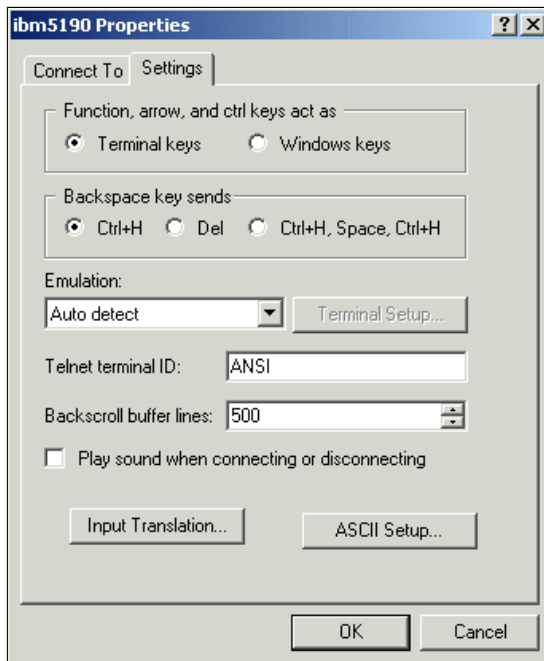 ibm5190 Properties
Connect To Settings
Function, arrow, and ctrl keys act as
Terminal keys Windows keys
Backspace key sends
Ctrl+H Del Ctrl+H, Space, Ctrl+H
Emulation:
Auto detect Terminal Setup...
Telnet terminal ID: ANSI
Backscroll buffer lines: 500
Play sound when connecting or disconnecting
Input Translation... ASCII Setup...
OK Cancel